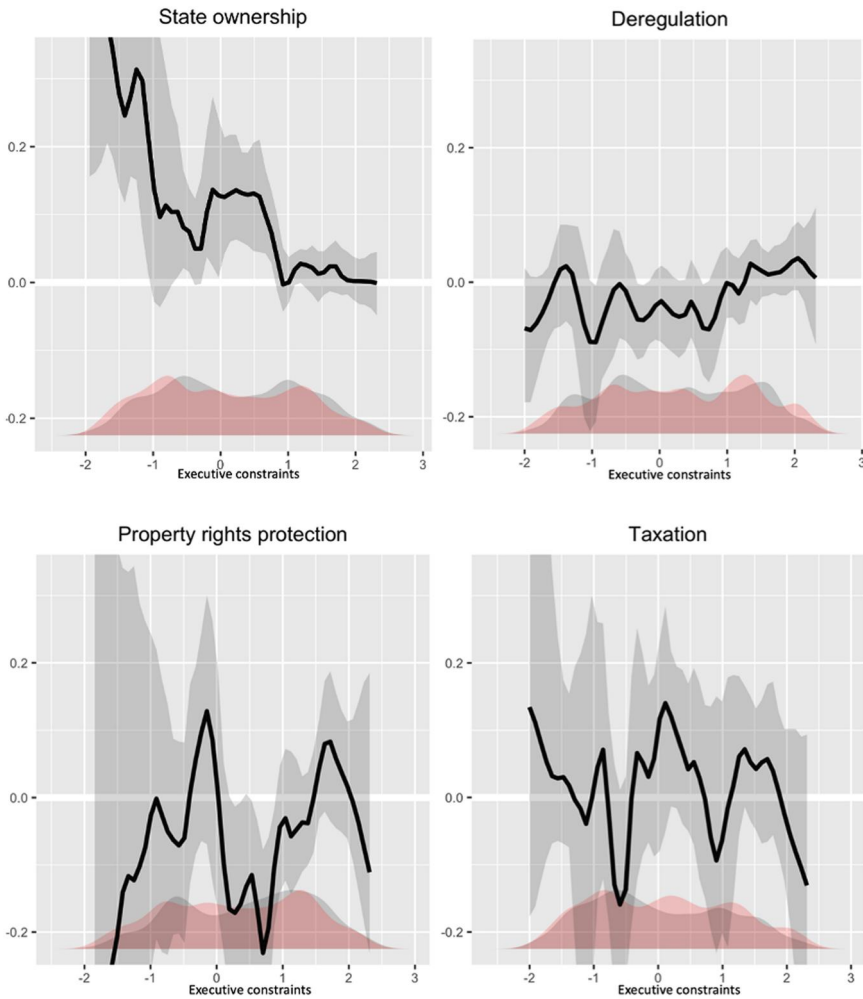 State ownership
Deregulation
0.2
0.0
-0.2
-2 -1 0 1 2 3
Executive constraints
0.2
0.0
-0.2
-2 -1 0 1 2 3
Executive constraints
Property rights protection
Taxation
0.2
0.0
-0.2
-2 -1 0 1 2 3
Executive constraints
0.2
0.0
-0.2
-2 -1 0 1 2 3
Executive constraints